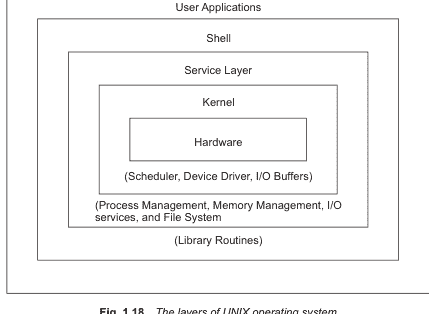 User Applications
Shell
Service Layer
Kernel
Hardware
(Scheduler, Device Driver, I/O Buffers)
(Process Management, Memory Management, I/O
services, and File System
(Library Routines)
Fig. 1.18 The layers of UNIX operating system